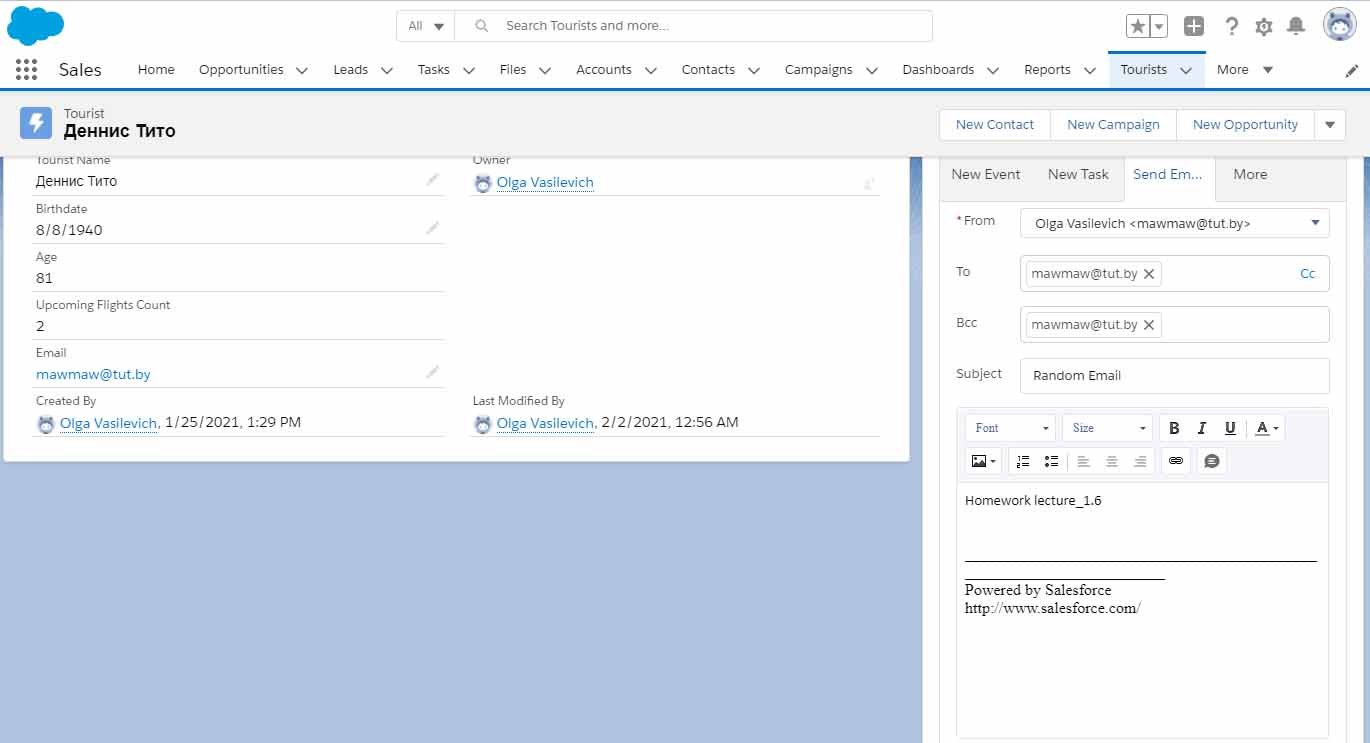 All Search Tourists and more...
Sales Home Opportunities Leads Tasks Files Accounts Contacts Campaigns Dashboards Reports Tourists More
Tourist
Деннис Тито
New Contact New Campaign New Opportunity
Tourist Name
Деннис Тито
Owner
Olga Vasilevich
Birthdate
8/8/1940
Age
81
Upcoming Flights Count
2
Email
mawmaw@tut.by
Created By
Olga Vasilevich, 1/25/2021, 1:29 PM
Last Modified By
Olga Vasilevich, 2/2/2021, 12:56 AM
New Event New Task Send Em... More
*From Olga Vasilevich <mawmaw@tut.by>
To mawmaw@tut.by Cc
Bcc mawmaw@tut.by
Subject Random Email
Font Size B I U A
Homework lecture_1.6
Powered by Salesforce
http://www.salesforce.com/